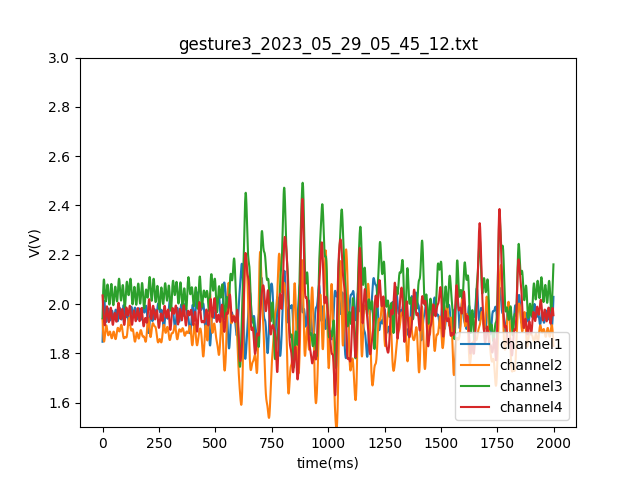 gesture3_2023_05_29_05_45_12.txt
3.0
2.8
2.6
2.4
2.2
2.0
1.8
1.6
V(V)
0 250 500 750 1000 1250 1500 1750 2000
time(ms)
channel1
channel2
channel3
channel4